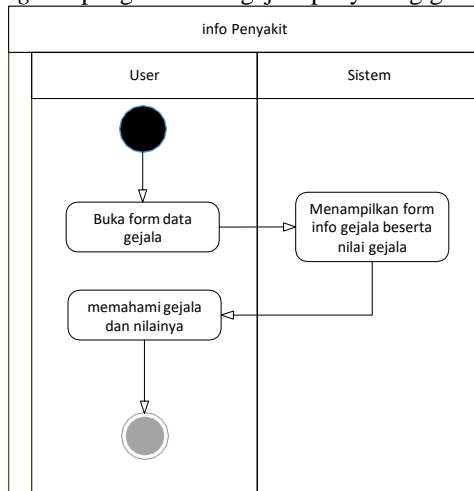 info Penyakit
User
Sistem
Buka form data
gejala
Menampilkan form
info gejala beserta
nilai gejala
memahami gejala
dan nilainya